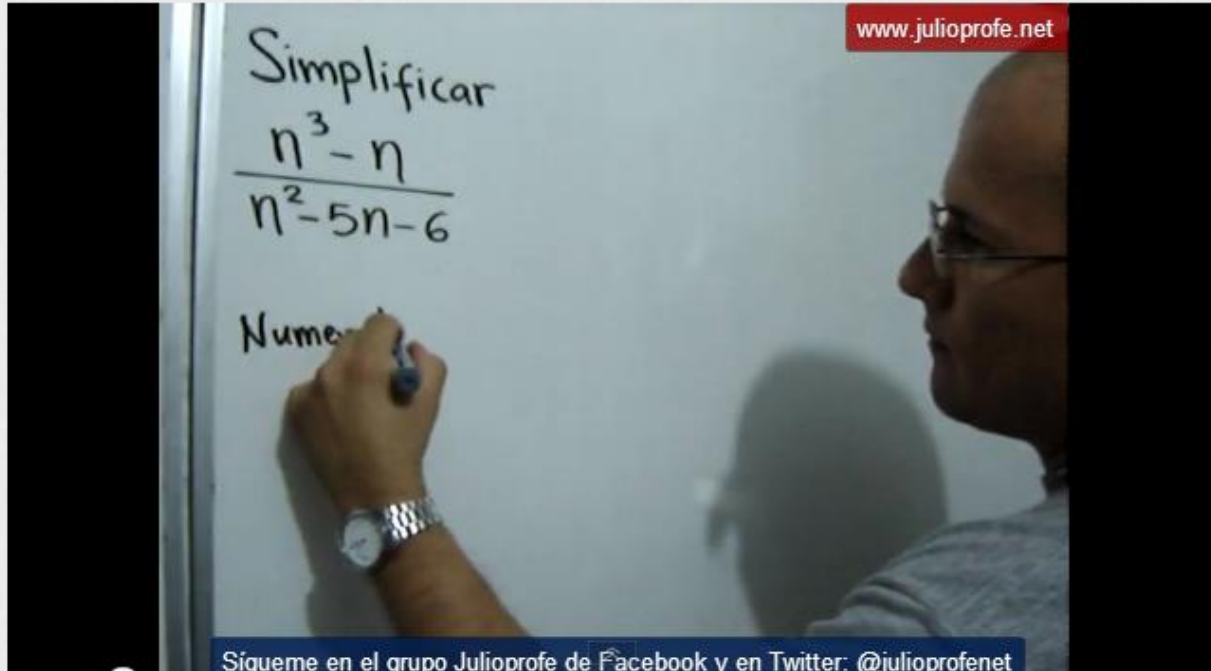 www.julioprofe.net
Simplificar
n³ - n
n² - 5n - 6
Sígueme en el grupo Julioprofe de Facebook y en Twitter: @julioprofenet